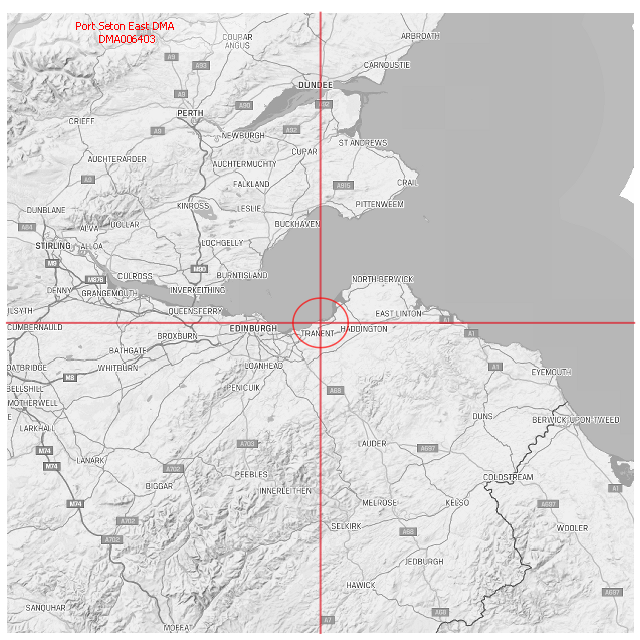 Port Seton East DMA
DMA006403
ARBROATH
COUPAR
ANGUS
A9
A93
CARNOUSTIE
DUNDEE
A9
A90
A92
PERTH
CRIEFF
A9
NEWBURGH
A92
ST ANDREWS
AUCHTERARDER
CUPAR
AUCHTERMUCHTY
A9
FALKLAND
A915
CRAIL
KINROSS
LESLIE
PITTENWEEM
DUNBLANE
A84
ALVA
DOLLAR
BUCKHAVEN
STIRLING
ALLOA
LOCHGELLY
M9
M90
M876
CULROSS
BURNTISLAND
NORTH BERWICK
DENNY
GRANGEMOUTH
INVERKEITHING
LSYTH
QUEENSFERRY
EAST LINTON
A1
CUMBERNAULD
EDINBURGH
TRANENT
HADDINGTON
A1
BROXBURN
BATHGATE
OATBRIDGE
WHITBURN
LOANHEAD
A1
EYEMOUTH
M8
BELLSHILL
PENICUIK
A68
MOTHERWELL
E
DUNS
BERWICK-UPON-TWEED
LARKHALL
A703
LAUDER
A697
M74
M74
LANARK
A702
PEEBLES
COLDSTREAM
BIGGAR
INNERLEITHEN
A1
M74
MELROSE
KELSO
A697
A702
SELKIRK
A68
WOOLER
A702
JEDBURGH
HAWICK
A697
SANQUHAR
A68
A7
MOFFAT